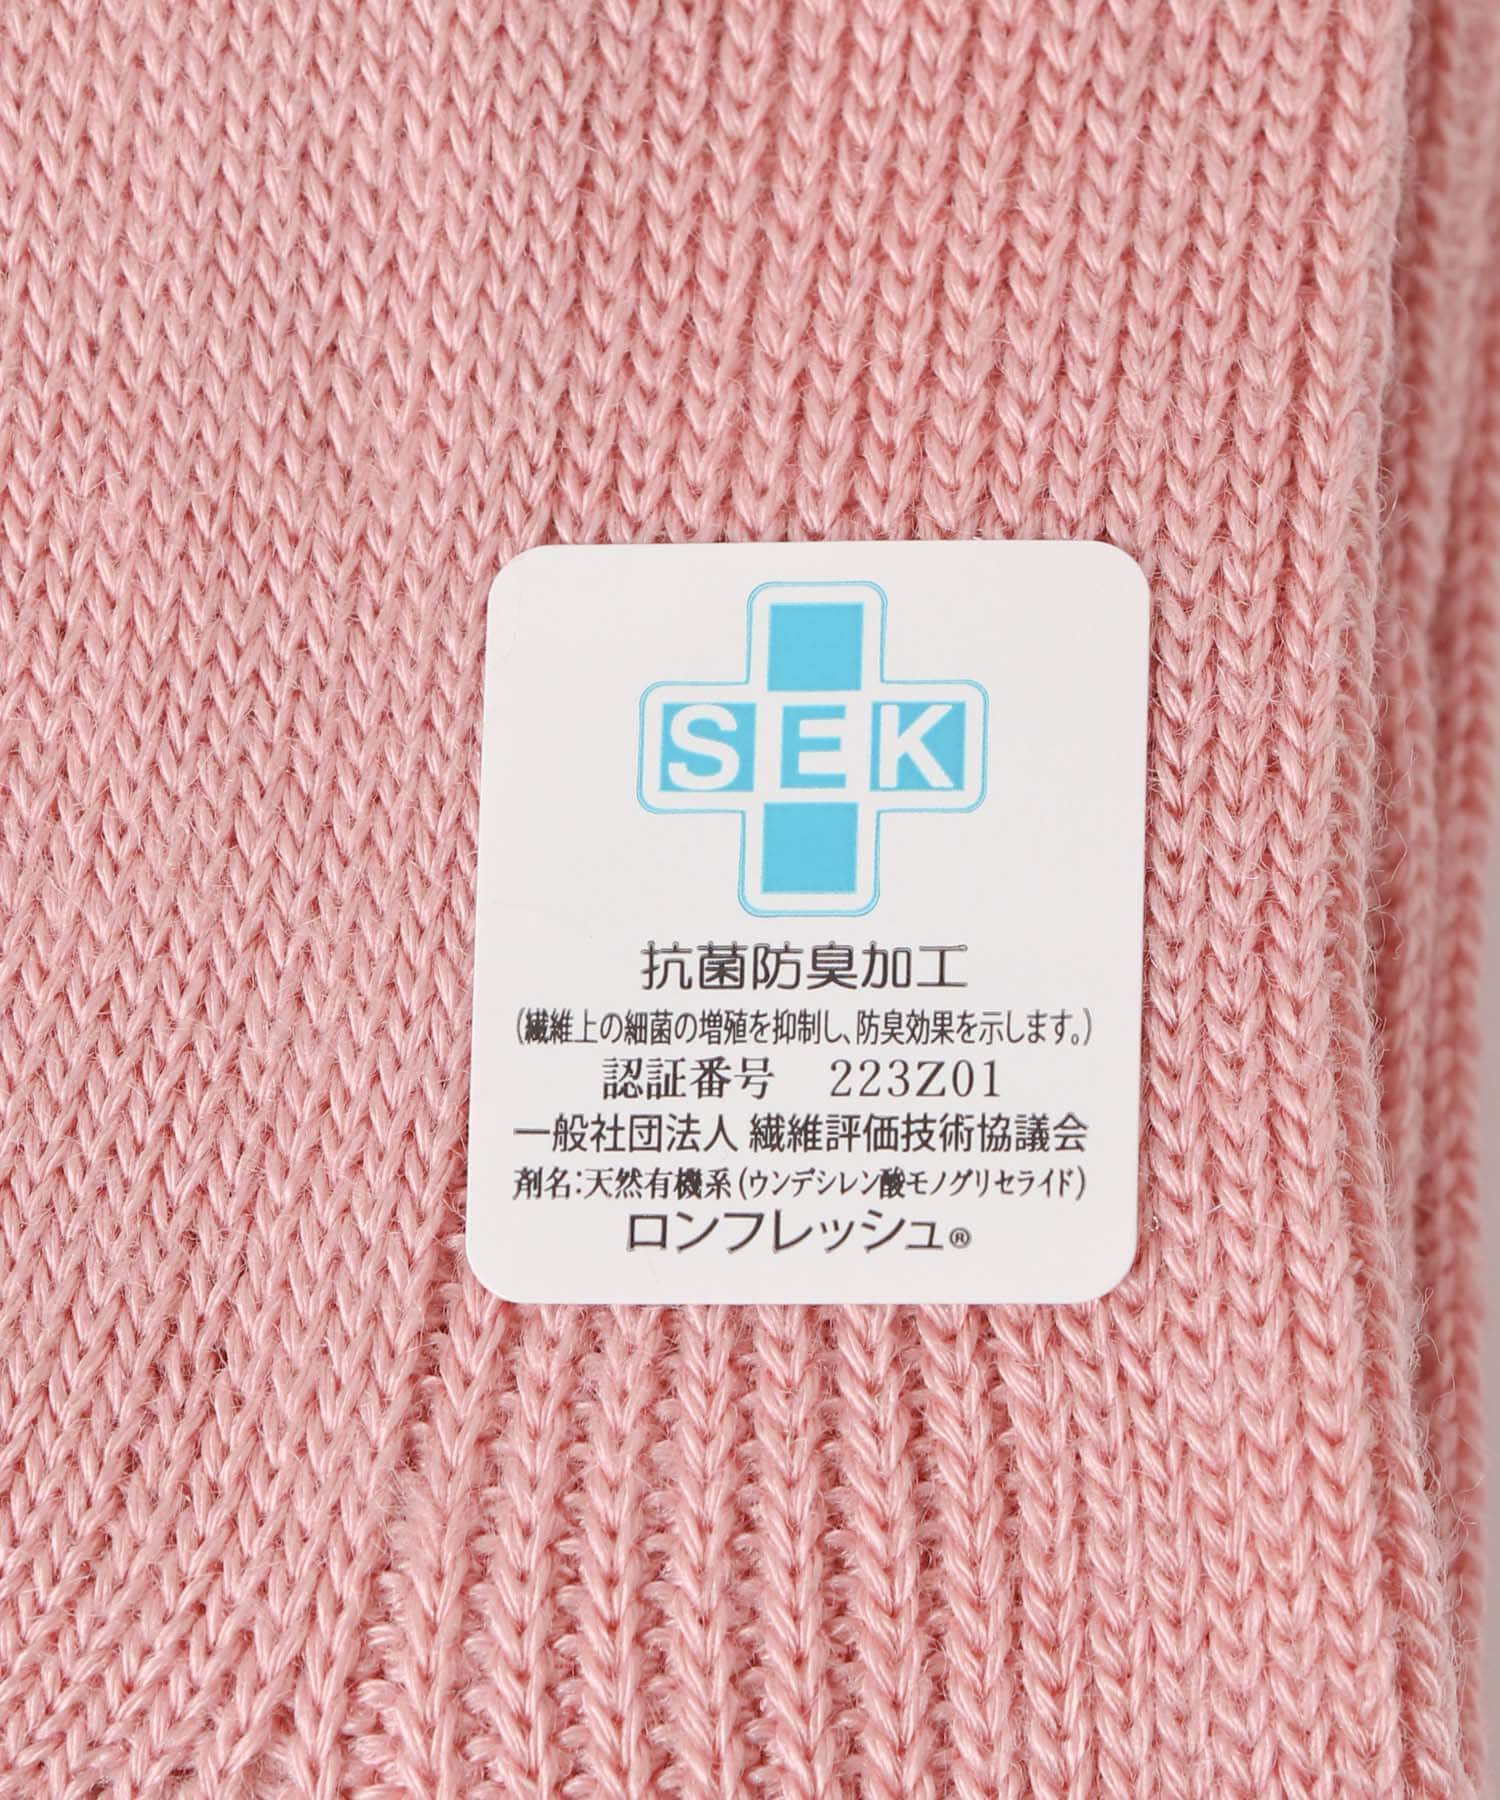 SEK
抗菌防臭加工
(繊維上の細菌の増殖を抑制し、防臭効果を示します。)
認証番号　223Z01
一般社団法人 繊維評価技術協議会
剤名：天然有機系(ウンデシレン酸モノグリセライド)
ロンフレッシュ®